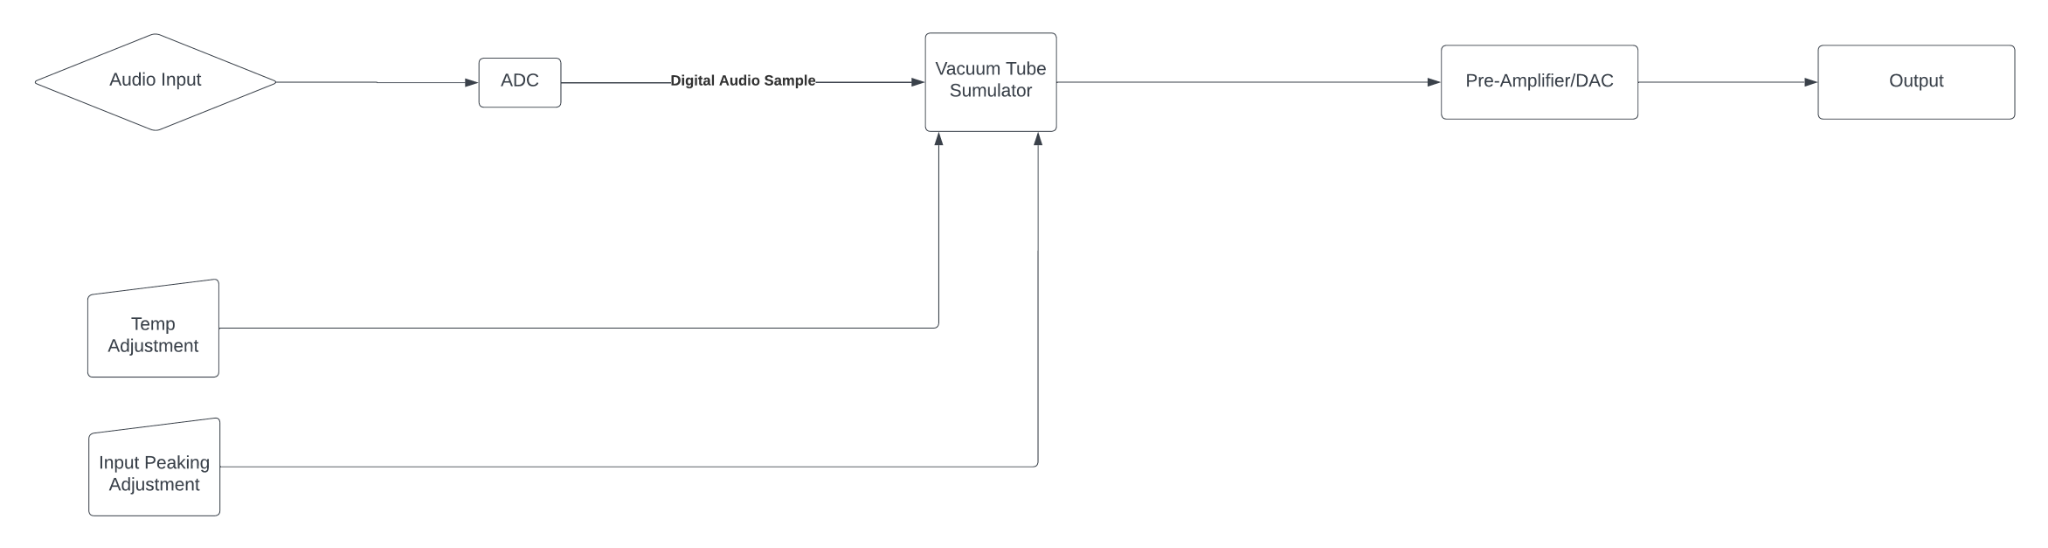 Audio Input
ADC
Digital Audio Sample
Vacuum Tube
Sumulator
Pre-Amplifier/DAC
Output
Temp
Adjustment
Input Peaking
Adjustment